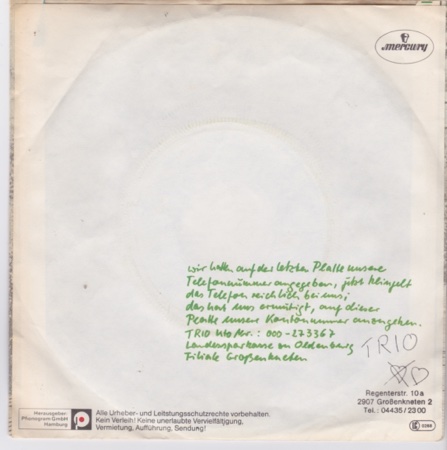 mercury
wir hatten auf der letzten Platte unsere
Telefonnummer angegeben, jetzt klingelt
das Telefon reichlich bei uns;
das hat uns ermutigt, auf dieser
Platte unsere Kontonummer anzugeben.
TRIO Kto Nr.: 000-273367
Landessparkasse zu Oldenburg
Filiale Großenkneten
TRIO
Regenterstr. 10a
2907 Großenkneten 2
Tel.: 04435/2300
Herausgeber:
Phonogram GmbH
Hamburg
Alle Urheber- und Leistungsschutzrechte vorbehalten.
Kein Verleih! Keine unerlaubte Vervielfältigung,
Vermietung, Aufführung, Sendung!